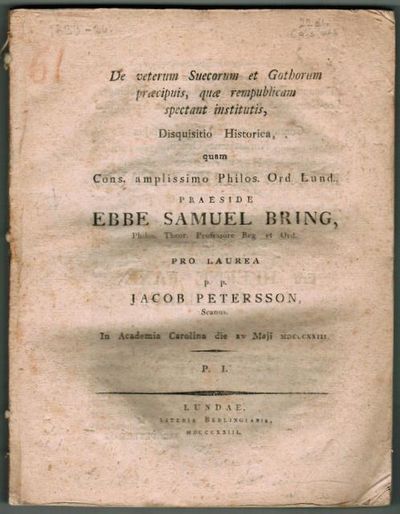 61
De veterum Suecorum et Gothorum
præcipuis, quæ rempublicam
spectant institutis,
Disquisitio Historica,
quam
Cons. amplissimo Philos. Ord Lund.
PRAESIDE
EBBE SAMUEL BRING,
Philos. Theor. Professore Reg. et Ord.
PRO LAUREA
P P.
JACOB PETERSSON,
Scanus.
In Academia Carolina die XV Maji MDCCCXXIII.
P. I.
LUNDAE,
LITERIS BERLINGIANIS,
MDCCCXXIII.